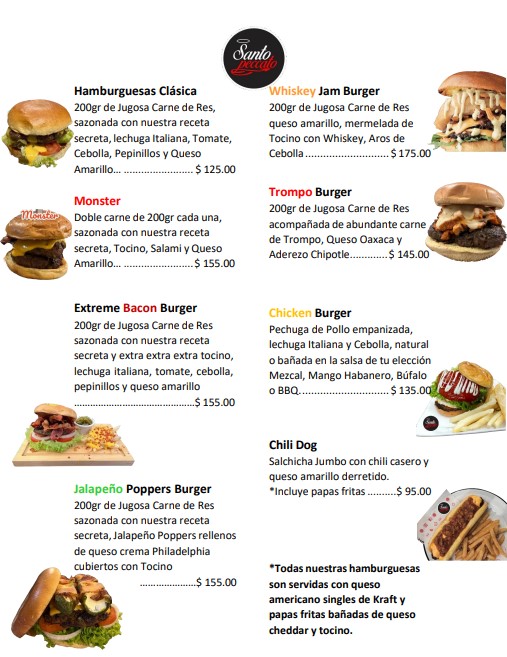 Santo
peccato
Hamburguesas Clásica
200gr de Jugosa Carne de Res,
sazonada con nuestra receta
secreta, lechuga Italiana, Tomate,
Cebolla, Pepinillos y Queso
Amarillo… ........................ $ 125.00
Monster
Monster
Doble carne de 200gr cada una,
sazonada con nuestra receta
secreta, Tocino, Salami y Queso
Amarillo… ........................ $ 155.00
Extreme Bacon Burger
200gr de Jugosa Carne de Res
sazonada con nuestra receta
secreta y extra extra extra tocino,
lechuga italiana, tomate, cebolla,
pepinillos y queso amarillo
……………………………………………$ 155.00
Jalapeño Poppers Burger
200gr de Jugosa Carne de Res
sazonada con nuestra receta
secreta, Jalapeño Poppers rellenos
de queso crema Philadelphia
cubiertos con Tocino
……………………$ 155.00
Whiskey Jam Burger
200gr de Jugosa Carne de Res
queso amarillo, mermelada de
Tocino con Whiskey, Aros de
Cebolla ............................. $ 175.00
Trompo Burger
200gr de Jugosa Carne de Res
acompañada de abundante carne
de Trompo, Queso Oaxaca y
Aderezo Chipotle............. $ 145.00
Chicken Burger
Pechuga de Pollo empanizada,
lechuga Italiana y Cebolla, natural
o bañada en la salsa de tu elección
Mezcal, Mango Habanero, Búfalo
o BBQ............................... $ 135.00
Santo
Chili Dog
Salchicha Jumbo con chili casero y
queso amarillo derretido.
*Incluye papas fritas ..........$ 95.00
*Todas nuestras hamburguesas
son servidas con queso
americano singles de Kraft y
papas fritas bañadas de queso
cheddar y tocino.